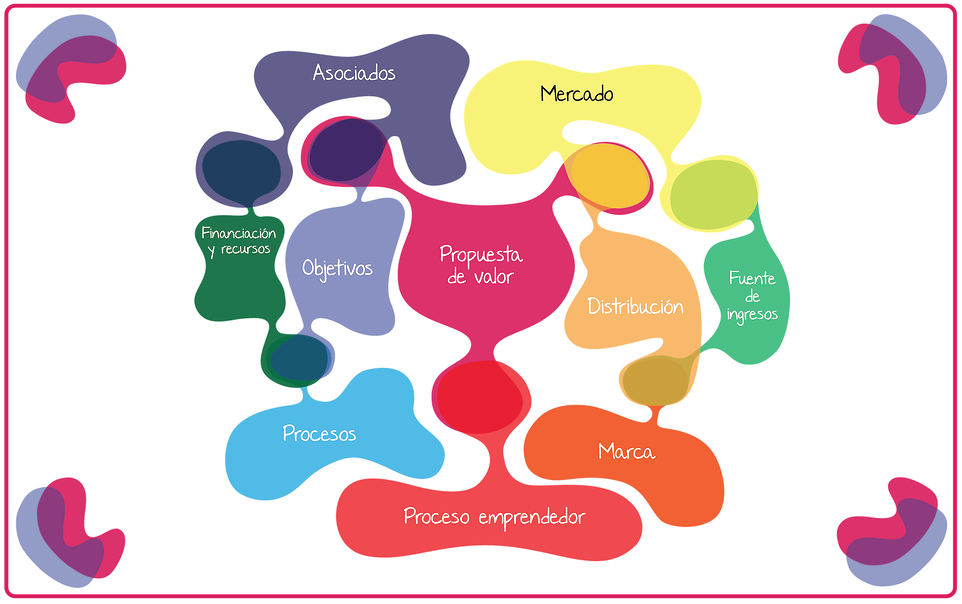 Asociados
Mercado
Financiación
y recursos
Objetivos
Propuesta
de valor
Distribución
Fuente
de
ingresos
Procesos
Marca
Proceso emprendedor